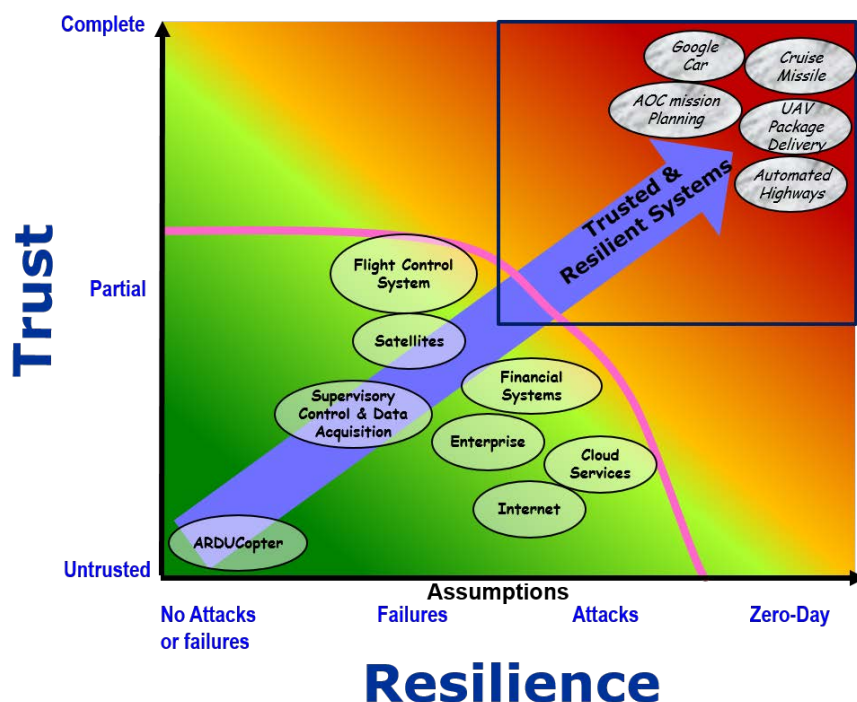 Complete
Google
Car
Cruise
Missile
AOC mission
Planning
UAV
Package
Delivery
Automated
Highways
Trusted &
Resilient Systems
Trust
Partial
Flight Control
System
Satellites
Financial
Systems
Supervisory
Control & Data
Acquisition
Enterprise
Cloud
Services
Internet
ARDUCopter
Untrusted
Assumptions
No Attacks
or failures
Failures
Attacks
Zero-Day
Resilience